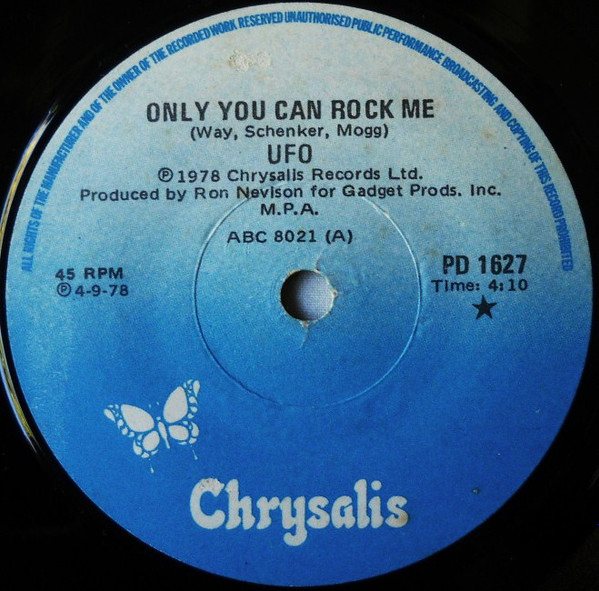 ALL RIGHTS OF THE MANUFACTURER AND OF THE OWNER OF THE RECORDED WORK RESERVED UNAUTHORISED PUBLIC PERFORMANCE BROADCASTING AND COPYING OF THIS RECORD PROHIBITED
ONLY YOU CAN ROCK ME
(Way, Schenker, Mogg)
UFO
℗1978 Chrysalis Records Ltd.
Produced by Ron Nevison for Gadget Prods. Inc.
M.P.A.
ABC 8021 (A)
45 RPM
℗4-9-78
PD 1627
Time: 4:10
★
Chrysalis